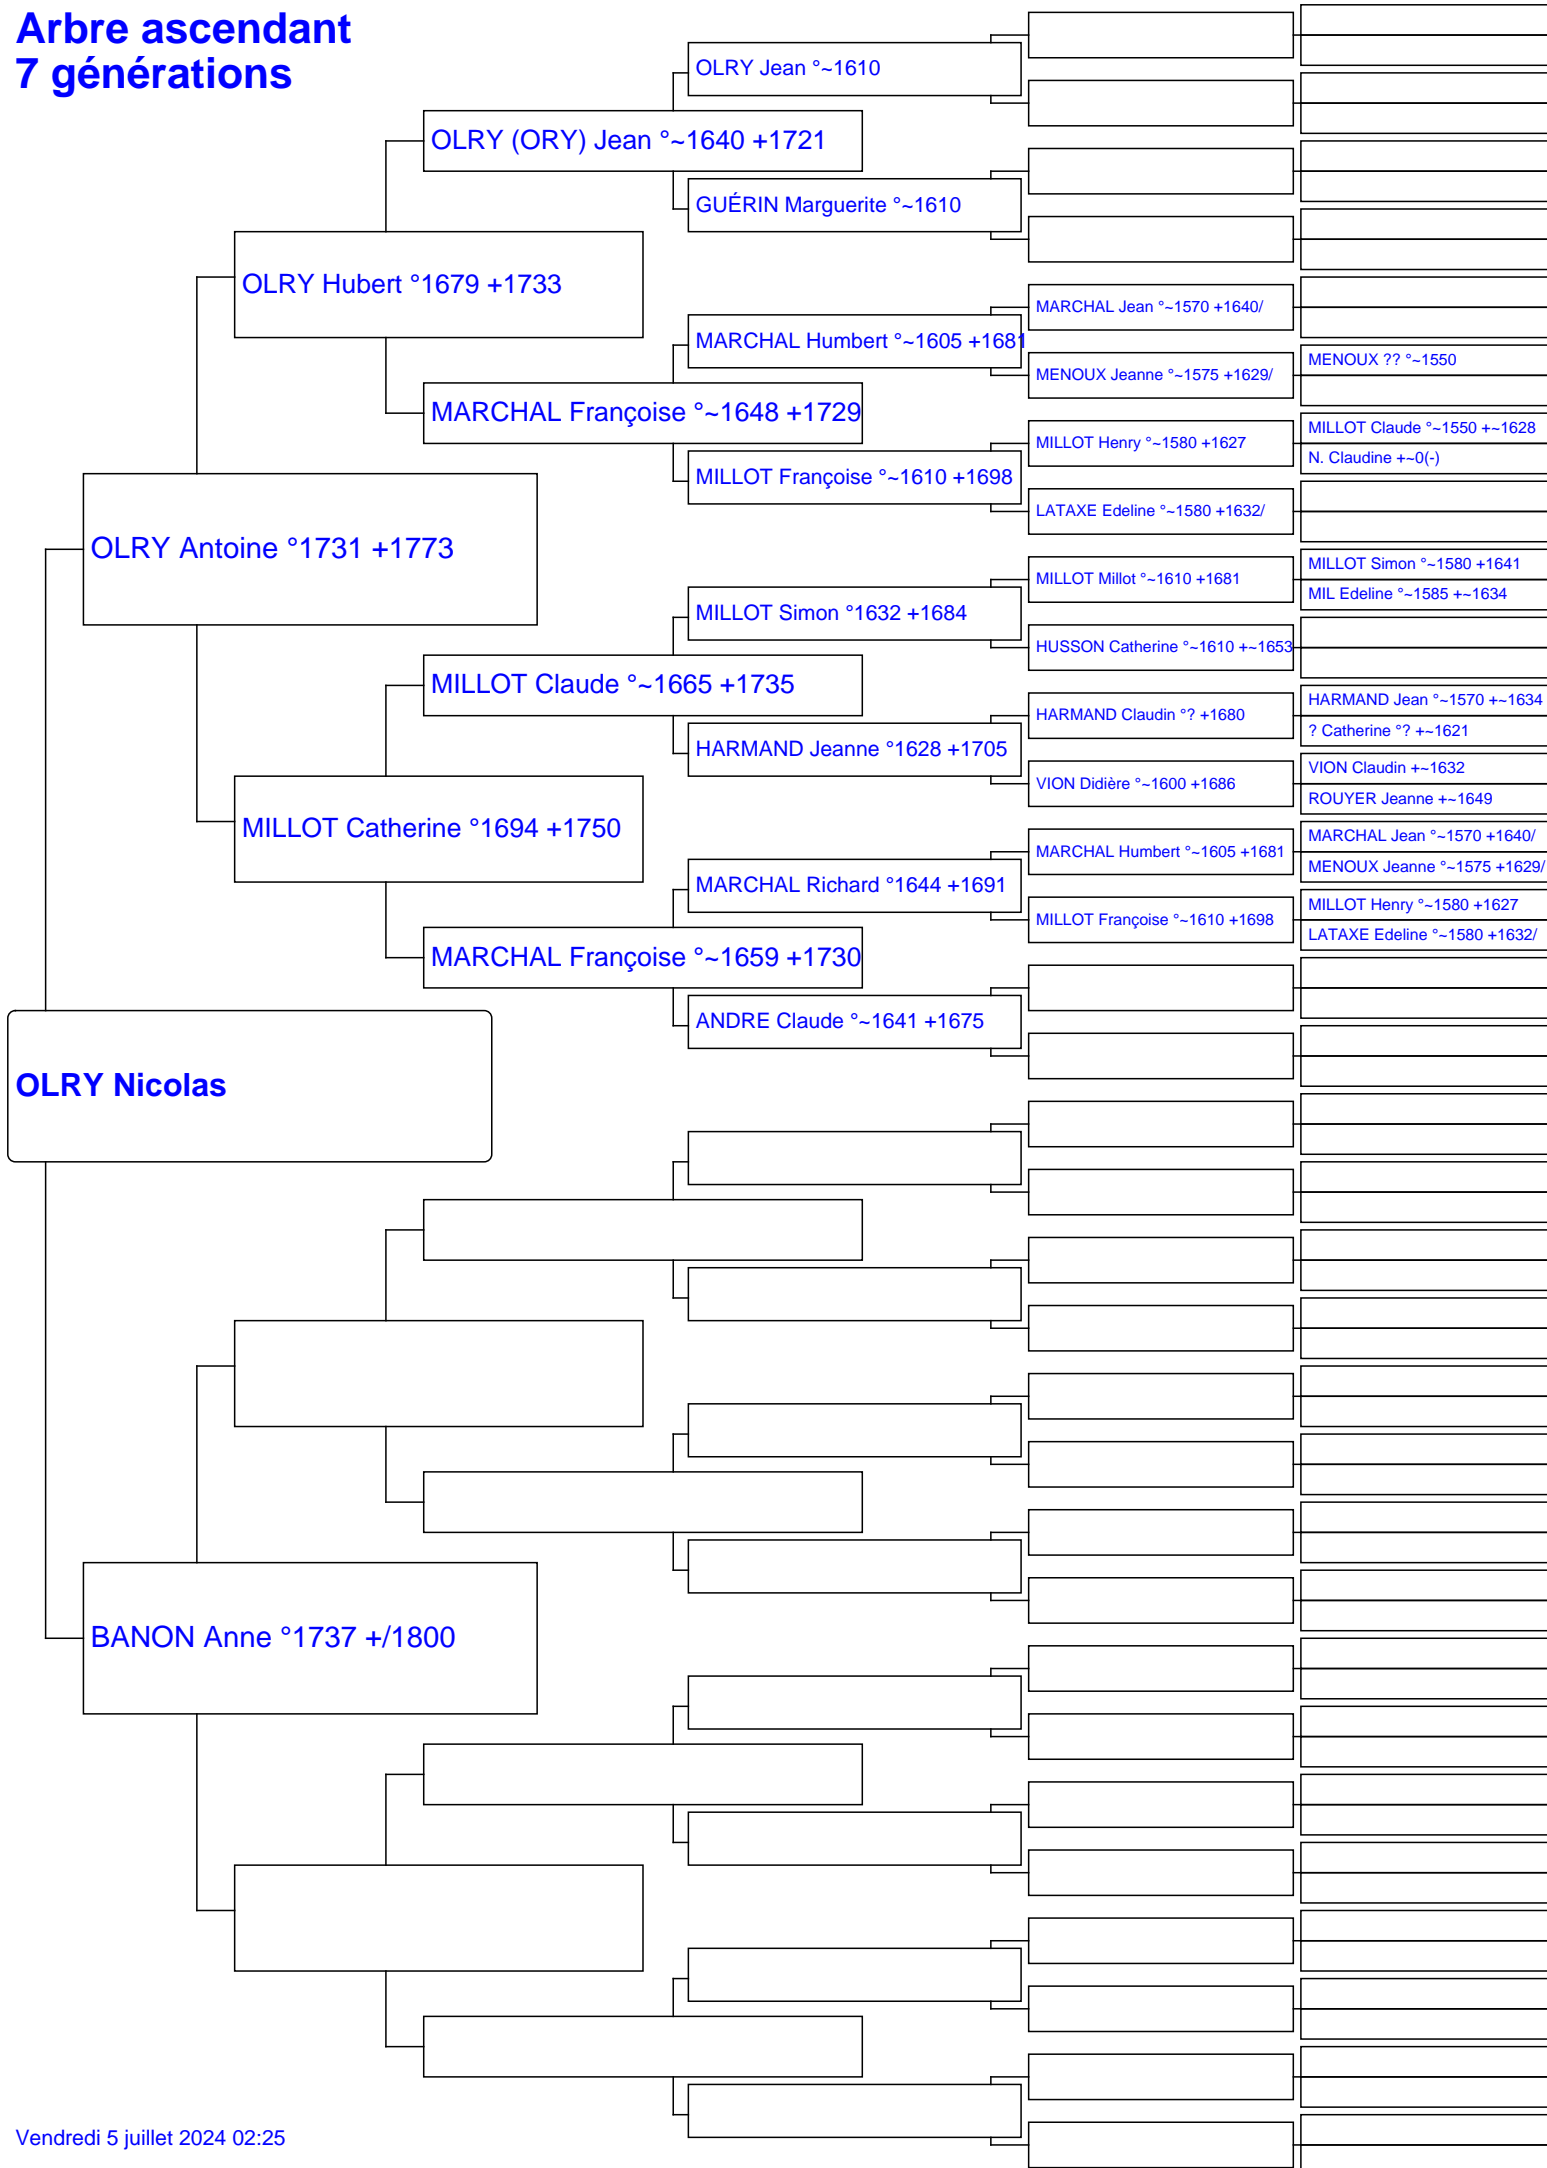 Arbre ascendant
7 générations
OLRY Jean °~1610
OLRY (ORY) Jean °~1640 +1721
GUÉRIN Marguerite °~1610
OLRY Hubert °1679 +1733
MARCHAL Jean °~1570 +1640/
MARCHAL Humbert °~1605 +1681
MENOUX ?? °~1550
MENOUX Jeanne °~1575 +1629/
MARCHAL Françoise °~1648 +1729
MILLOT Claude °~1550 +~1628
MILLOT Henry °~1580 +1627
N. Claudine +~0(-)
MILLOT Françoise °~1610 +1698
LATAXE Edeline °~1580 +1632/
OLRY Antoine °1731 +1773
MILLOT Simon °~1580 +1641
MILLOT Millot °~1610 +1681
MIL Edeline °~1585 +~1634
MILLOT Simon °1632 +1684
HUSSON Catherine °~1610 +~1653
MILLOT Claude °~1665 +1735
HARMAND Jean °~1570 +~1634
HARMAND Claudin °? +1680
? Catherine °? +~1621
HARMAND Jeanne °1628 +1705
VION Claudin +~1632
VION Didière °~1600 +1686
ROUYER Jeanne +~1649
MILLOT Catherine °1694 +1750
MARCHAL Jean °~1570 +1640/
MARCHAL Humbert °~1605 +1681
MENOUX Jeanne °~1575 +1629/
MARCHAL Richard °1644 +1691
MILLOT Henry °~1580 +1627
MILLOT Françoise °~1610 +1698
LATAXE Edeline °~1580 +1632/
MARCHAL Françoise °~1659 +1730
ANDRE Claude °~1641 +1675
OLRY Nicolas
BANON Anne °1737 +/1800
Vendredi 5 juillet 2024 02:25